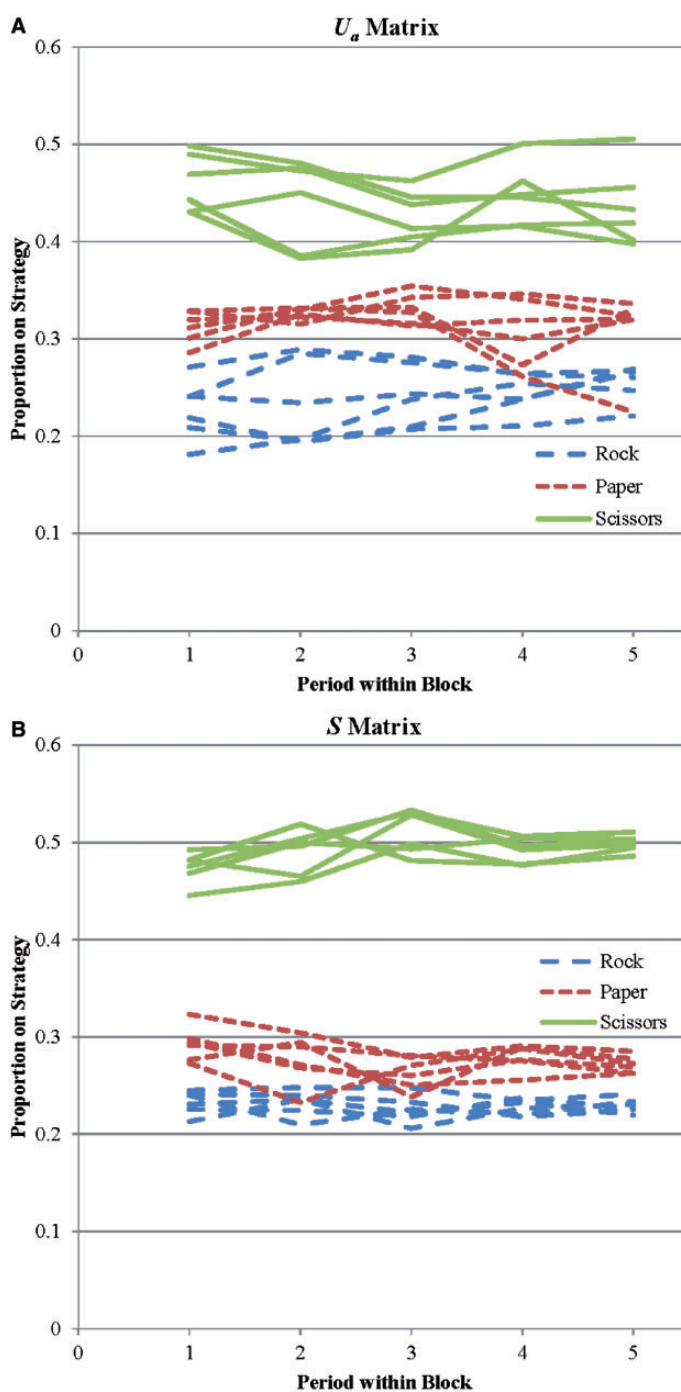 A
Uₐ Matrix
0.6
0.5
0.4
0.3
0.2
0.1
0
Proportion on Strategy
Rock
Paper
Scissors
0 1 2 3 4 5
Period within Block
B
S Matrix
0.6
0.5
0.4
0.3
0.2
0.1
0
Proportion on Strategy
Rock
Paper
Scissors
0 1 2 3 4 5
Period within Block